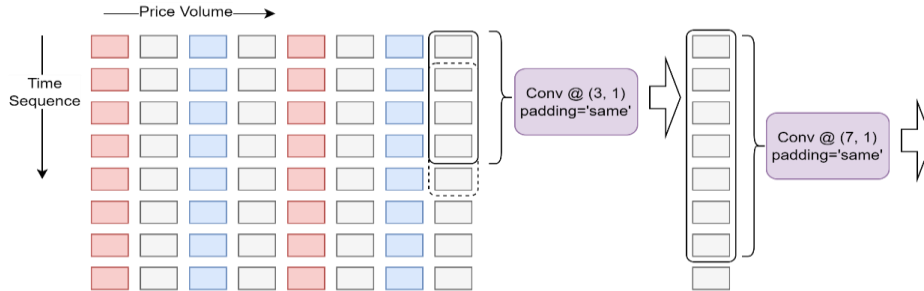 Price Volume
Time
Sequence
Conv @ (3, 1)
padding='same'
Conv @ (7, 1)
padding='same'